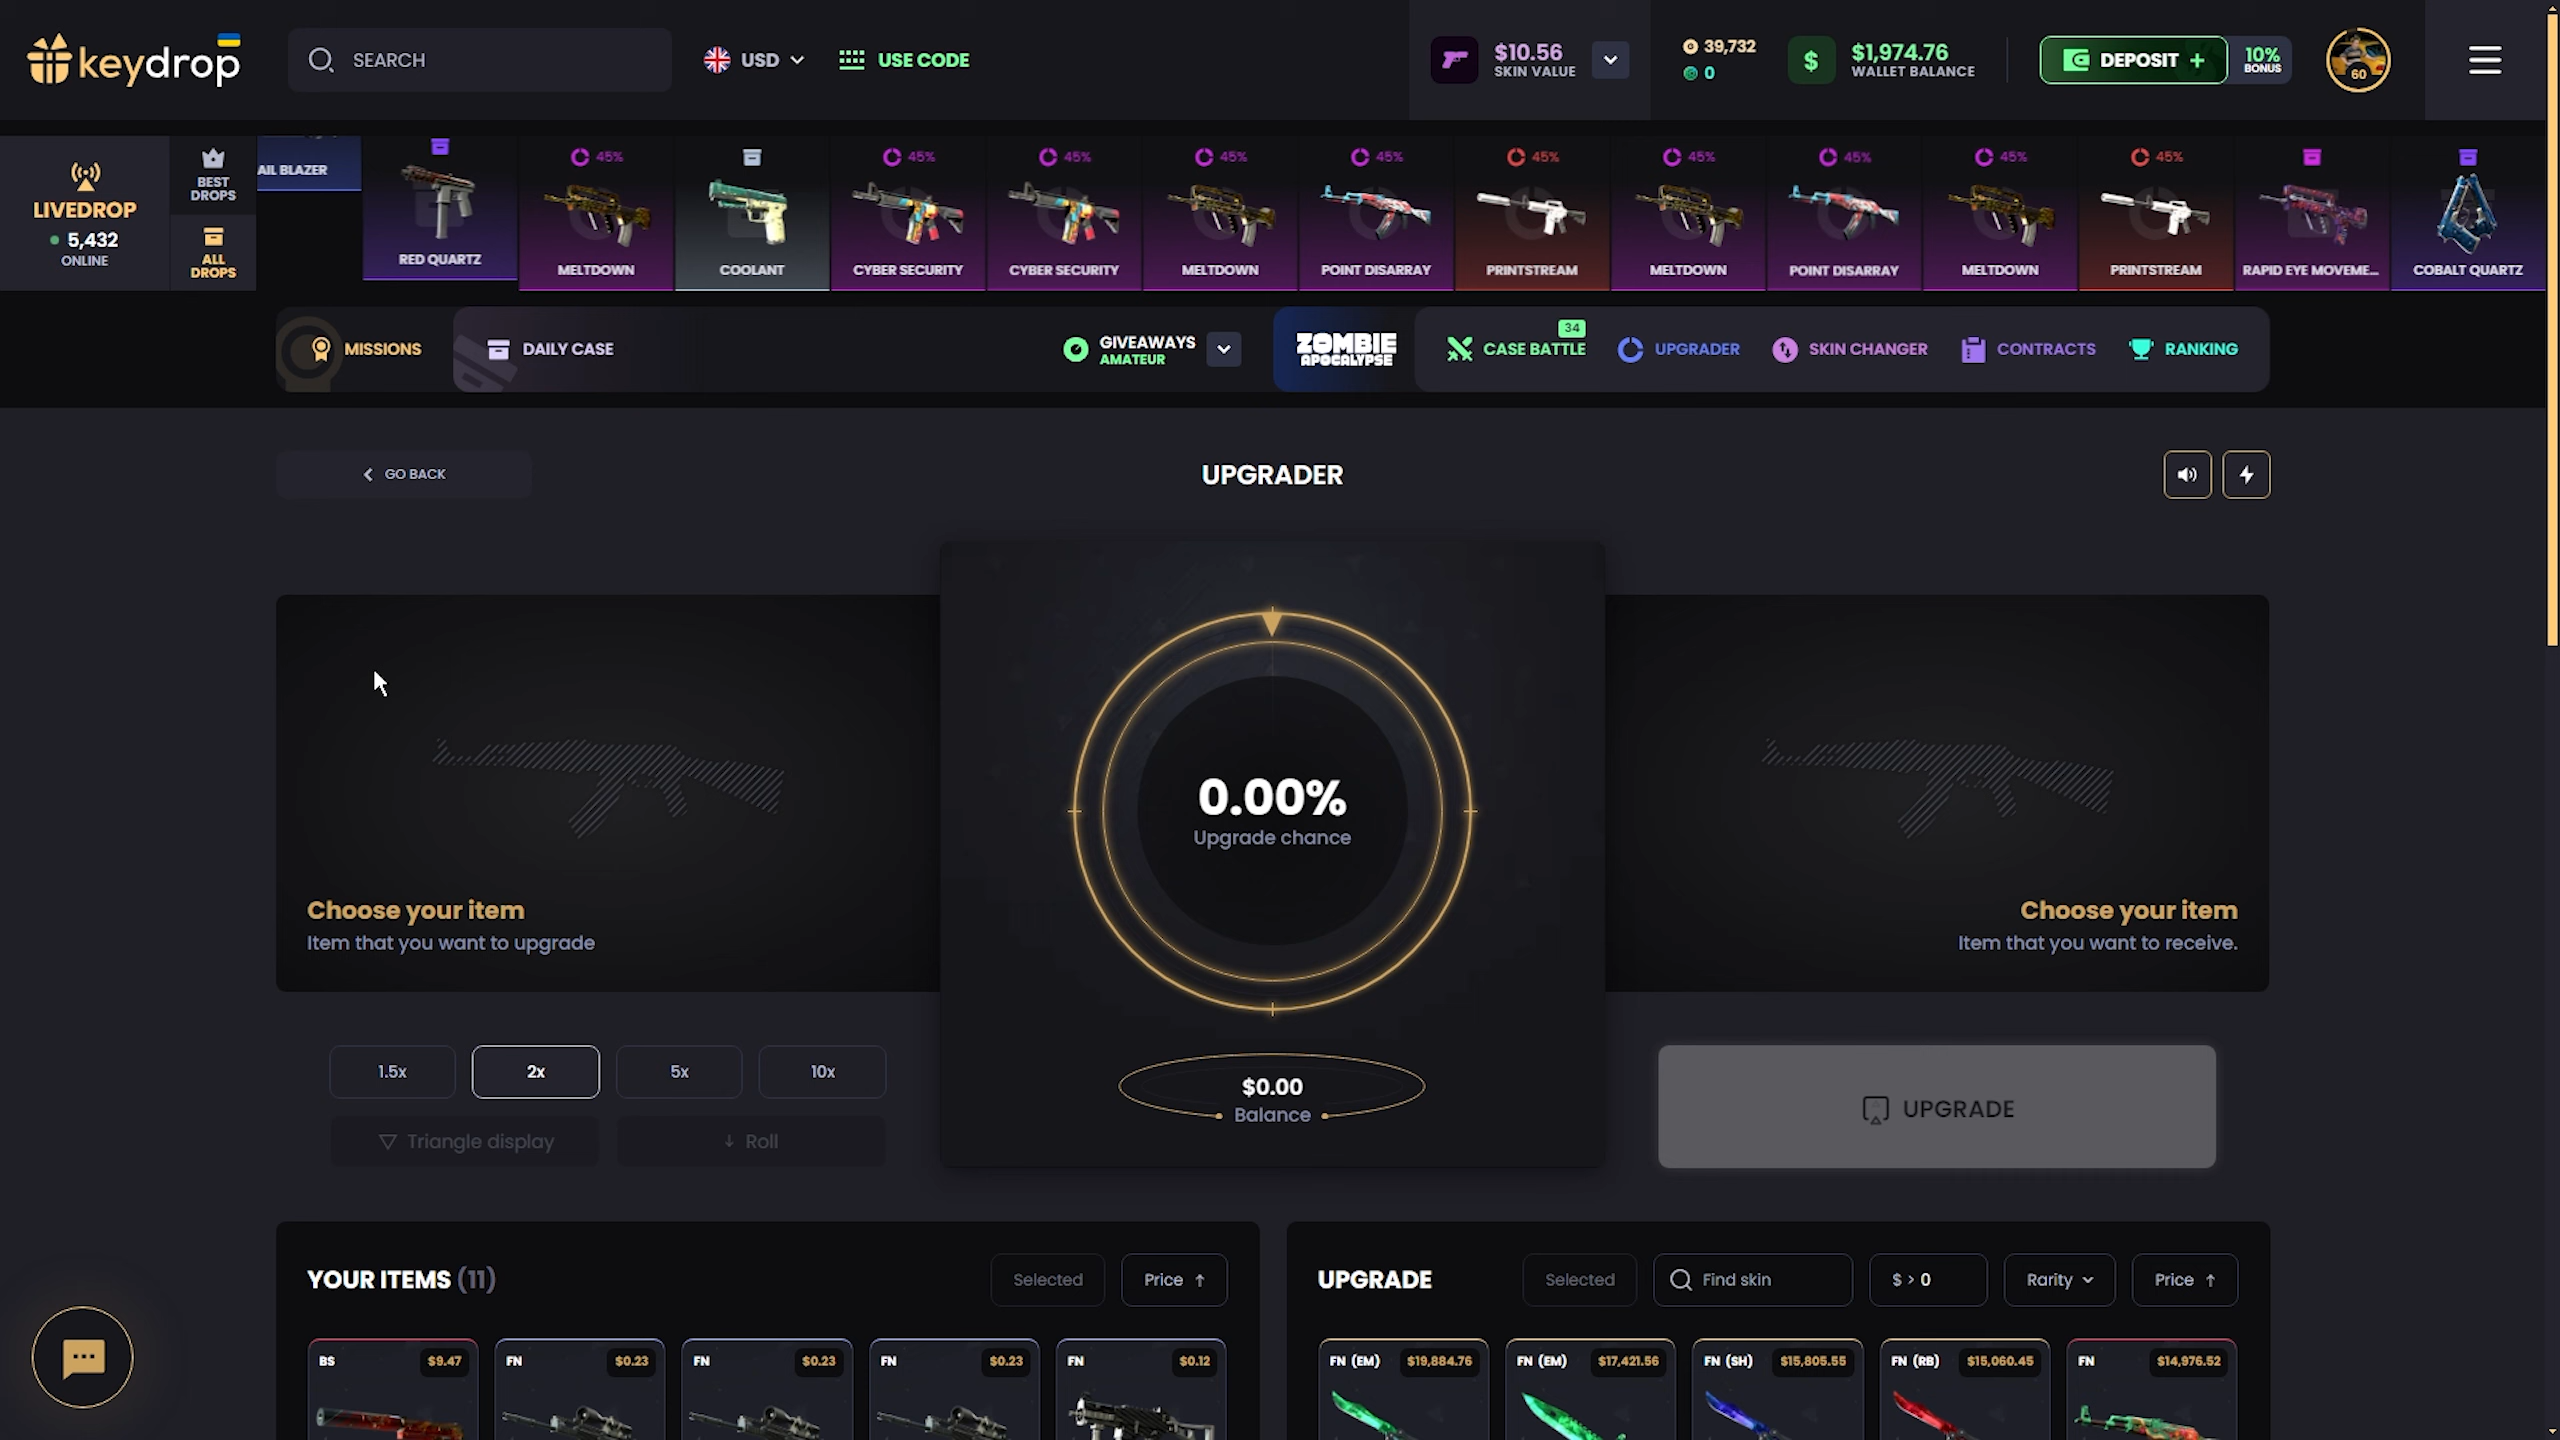 keydrop
SEARCH
USD
USE CODE
$10.56
SKIN VALUE
39,732
0
$
$1,974.76
WALLET BALANCE
DEPOSIT +
10%
BONUS
60
LIVEDROP
5,432
ONLINE
BEST
DROPS
ALL
DROPS
AIL BLAZER
RED QUARTZ
45%
MELTDOWN
COOLANT
45%
CYBER SECURITY
45%
CYBER SECURITY
45%
MELTDOWN
45%
POINT DISARRAY
45%
PRINTSTREAM
45%
MELTDOWN
45%
POINT DISARRAY
45%
MELTDOWN
45%
PRINTSTREAM
RAPID EYE MOVEME...
COBALT QUARTZ
MISSIONS
DAILY CASE
GIVEAWAYS
AMATEUR
ZOMBIE
APOCALYPSE
34
CASE BATTLE
UPGRADER
SKIN CHANGER
CONTRACTS
RANKING
GO BACK
UPGRADER
0.00%
Upgrade chance
Choose your item
Item that you want to upgrade
Choose your item
Item that you want to receive.
1.5x
2x
5x
10x
$0.00
Balance
UPGRADE
Triangle display
Roll
YOUR ITEMS (11)
Selected
Price ↑
UPGRADE
Selected
Find skin
$ > 0
Rarity
Price ↑
BS
$9.47
FN
$0.23
FN
$0.23
FN
$0.23
FN
$0.12
FN (EM)
$19,884.76
FN (EM)
$17,421.56
FN (SH)
$15,805.55
FN (RB)
$15,060.45
FN
$14,976.52